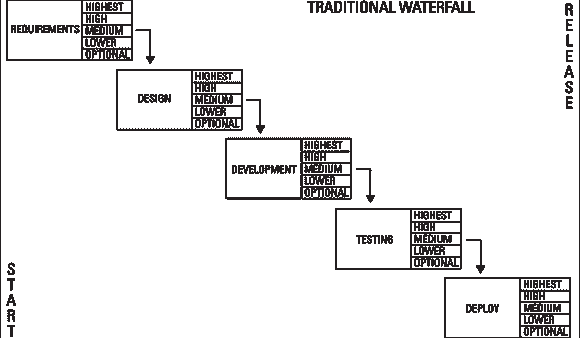 TRADITIONAL WATERFALL
REQUIREMENTS
HIGHEST
HIGH
MEDIUM
LOWER
OPTIONAL
DESIGN
HIGHEST
HIGH
MEDIUM
LOWER
OPTIONAL
DEVELOPMENT
HIGHEST
HIGH
MEDIUM
LOWER
OPTIONAL
TESTING
HIGHEST
HIGH
MEDIUM
LOWER
OPTIONAL
DEPLOY
HIGHEST
HIGH
MEDIUM
LOWER
OPTIONAL
START
RELEASE